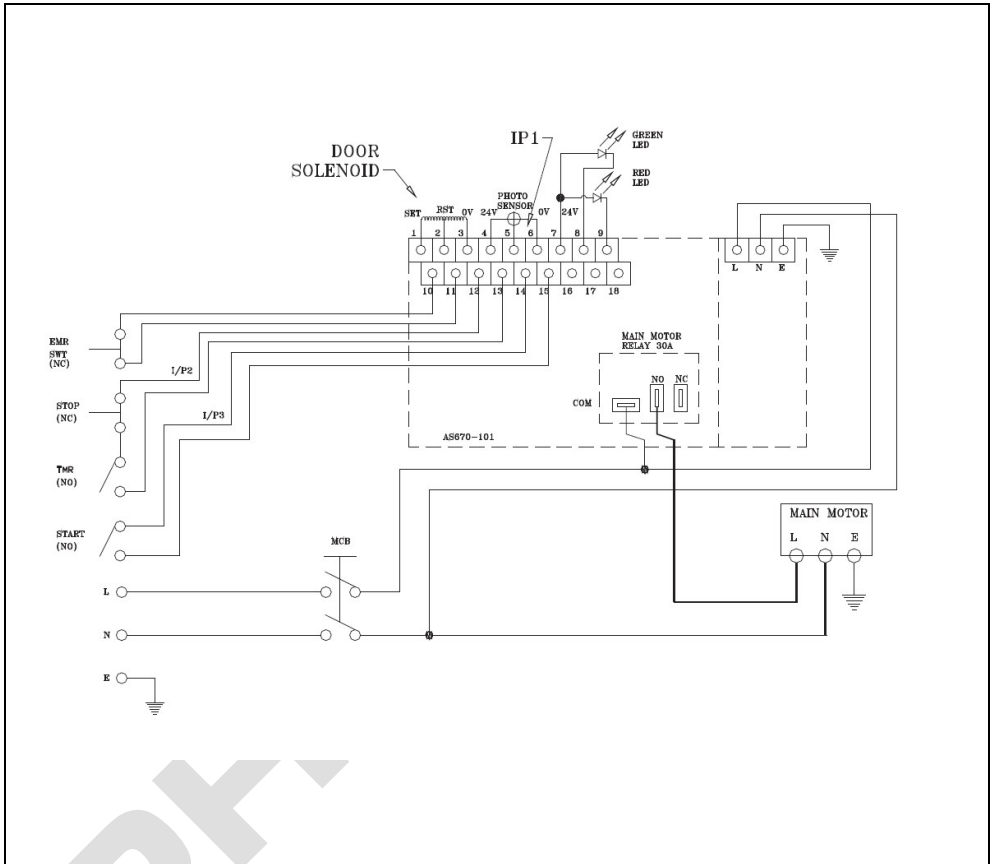 DOOR
SOLENOID
IP1
GREEN
LED
RED
LED
PHOTO
SENSOR
SET RST 0V 24V 0V 24V
1 2 3 4 5 6 7 8 9
L N E
10 11 12 13 14 15 16 17 18
EMR
SWT
(NC)
I/P2
STOP
(NC)
I/P3
TMR
(NO)
START
(NO)
MAIN MOTOR
RELAY 30A
NO NC
COM
AS670-101
MCB
MAIN MOTOR
L N E
L
N
E